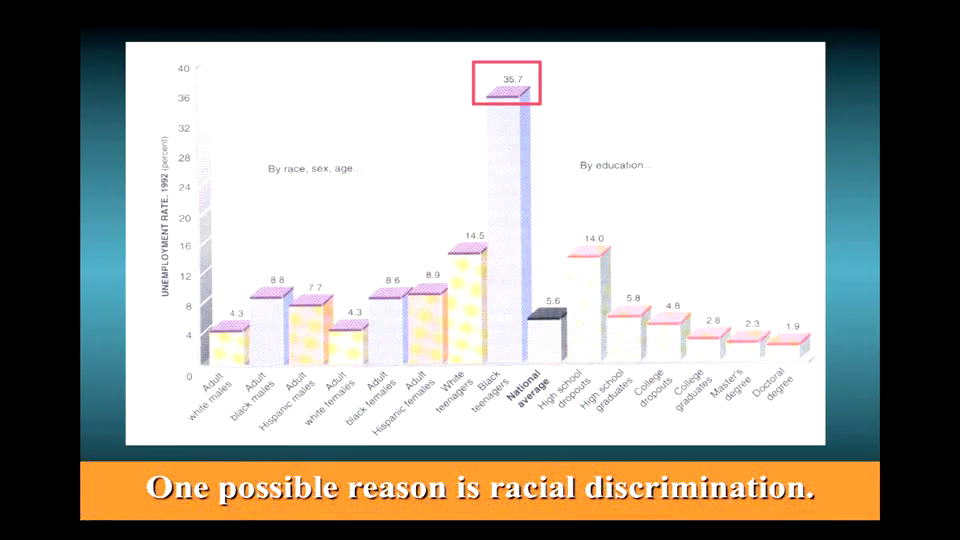 40
36
32
28
24
20
16
12
8
4
0
UNEMPLOYMENT RATE, 1992 (percent)
By race, sex, age...
By education...
4.3
8.8
7.7
4.3
8.6
8.9
14.5
35.7
5.6
14.0
5.8
4.8
2.8
2.3
1.9
Adult
white males
Adult
black males
Adult
Hispanic males
Adult
white females
Adult
black females
Adult
Hispanic females
White
teenagers
Black
teenagers
National
average
High school
dropouts
High school
graduates
College
dropouts
College
graduates
Master's
degree
Doctoral
degree
One possible reason is racial discrimination.